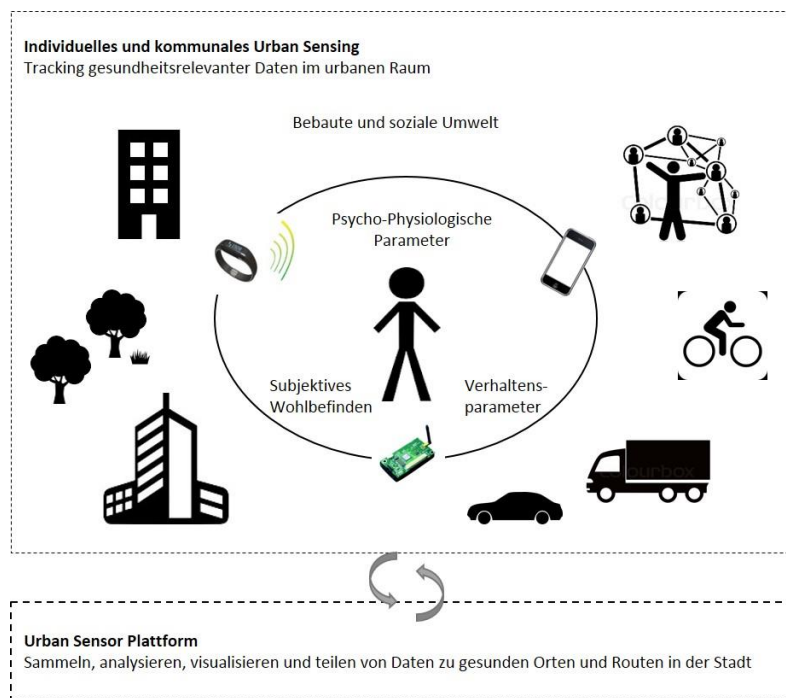 Individuelles und kommunales Urban Sensing
Tracking gesundheitsrelevanter Daten im urbanen Raum
Bebaute und soziale Umwelt
Psycho-Physiologische
Parameter
Subjektives
Wohlbefinden
Verhaltens-
parameter
Urban Sensor Plattform
Sammeln, analysieren, visualisieren und teilen von Daten zu gesunden Orten und Routen in der Stadt